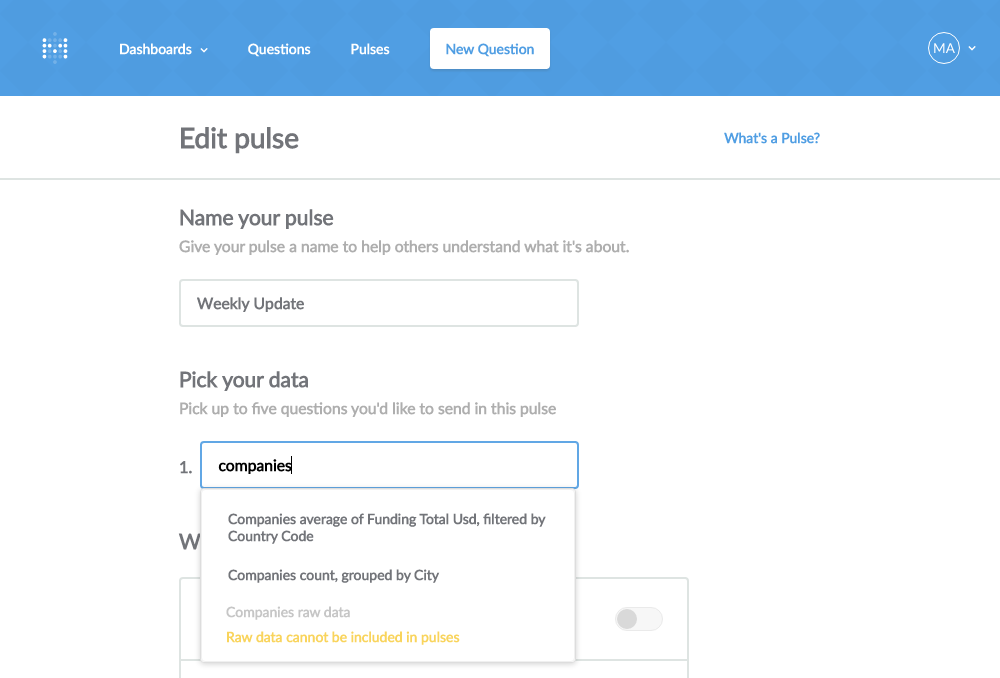 Dashboards
Questions
Pulses
New Question
MA
Edit pulse
What's a Pulse?
Name your pulse
Give your pulse a name to help others understand what it's about.
Weekly Update
Pick your data
Pick up to five questions you'd like to send in this pulse
1.
companies
Companies average of Funding Total Usd, filtered by
Country Code
Companies count, grouped by City
Companies raw data
Raw data cannot be included in pulses